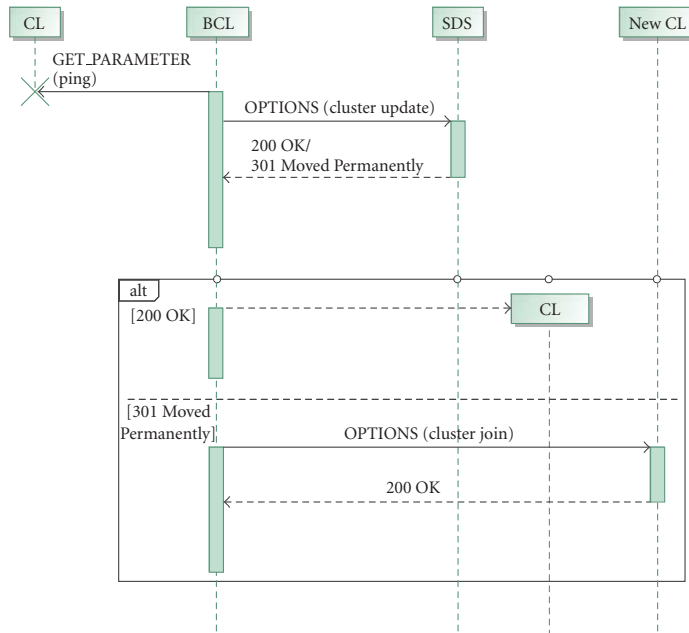 CL
BCL
SDS
New CL
GET_PARAMETER
(ping)
OPTIONS (cluster update)
200 OK/
301 Moved Permanently
alt
[200 OK]
CL
[301 Moved
Permanently]
OPTIONS (cluster join)
200 OK